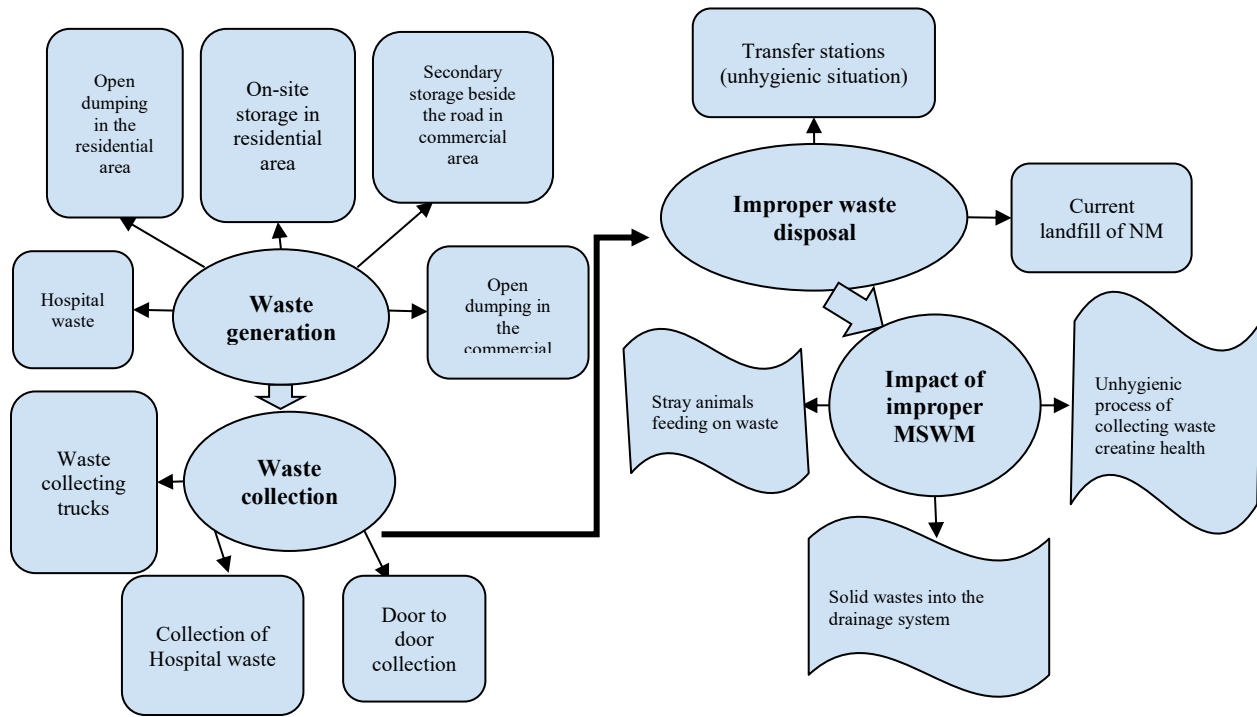 Open
dumping
in the
residential
area
On-site
storage in
residential
area
Secondary
storage beside
the road in
commercial
area
Hospital
waste
Waste
generation
Open
dumping in
the
commercial
Waste
collecting
trucks
Waste
collection
Collection of
Hospital waste
Door to
door
collection
Transfer stations
(unhygienic situation)
Improper waste
disposal
Current
landfill of NM
Stray animals
feeding on waste
Impact of
improper
MSWM
Unhygienic
process of
collecting waste
creating health
Solid wastes into the
drainage system